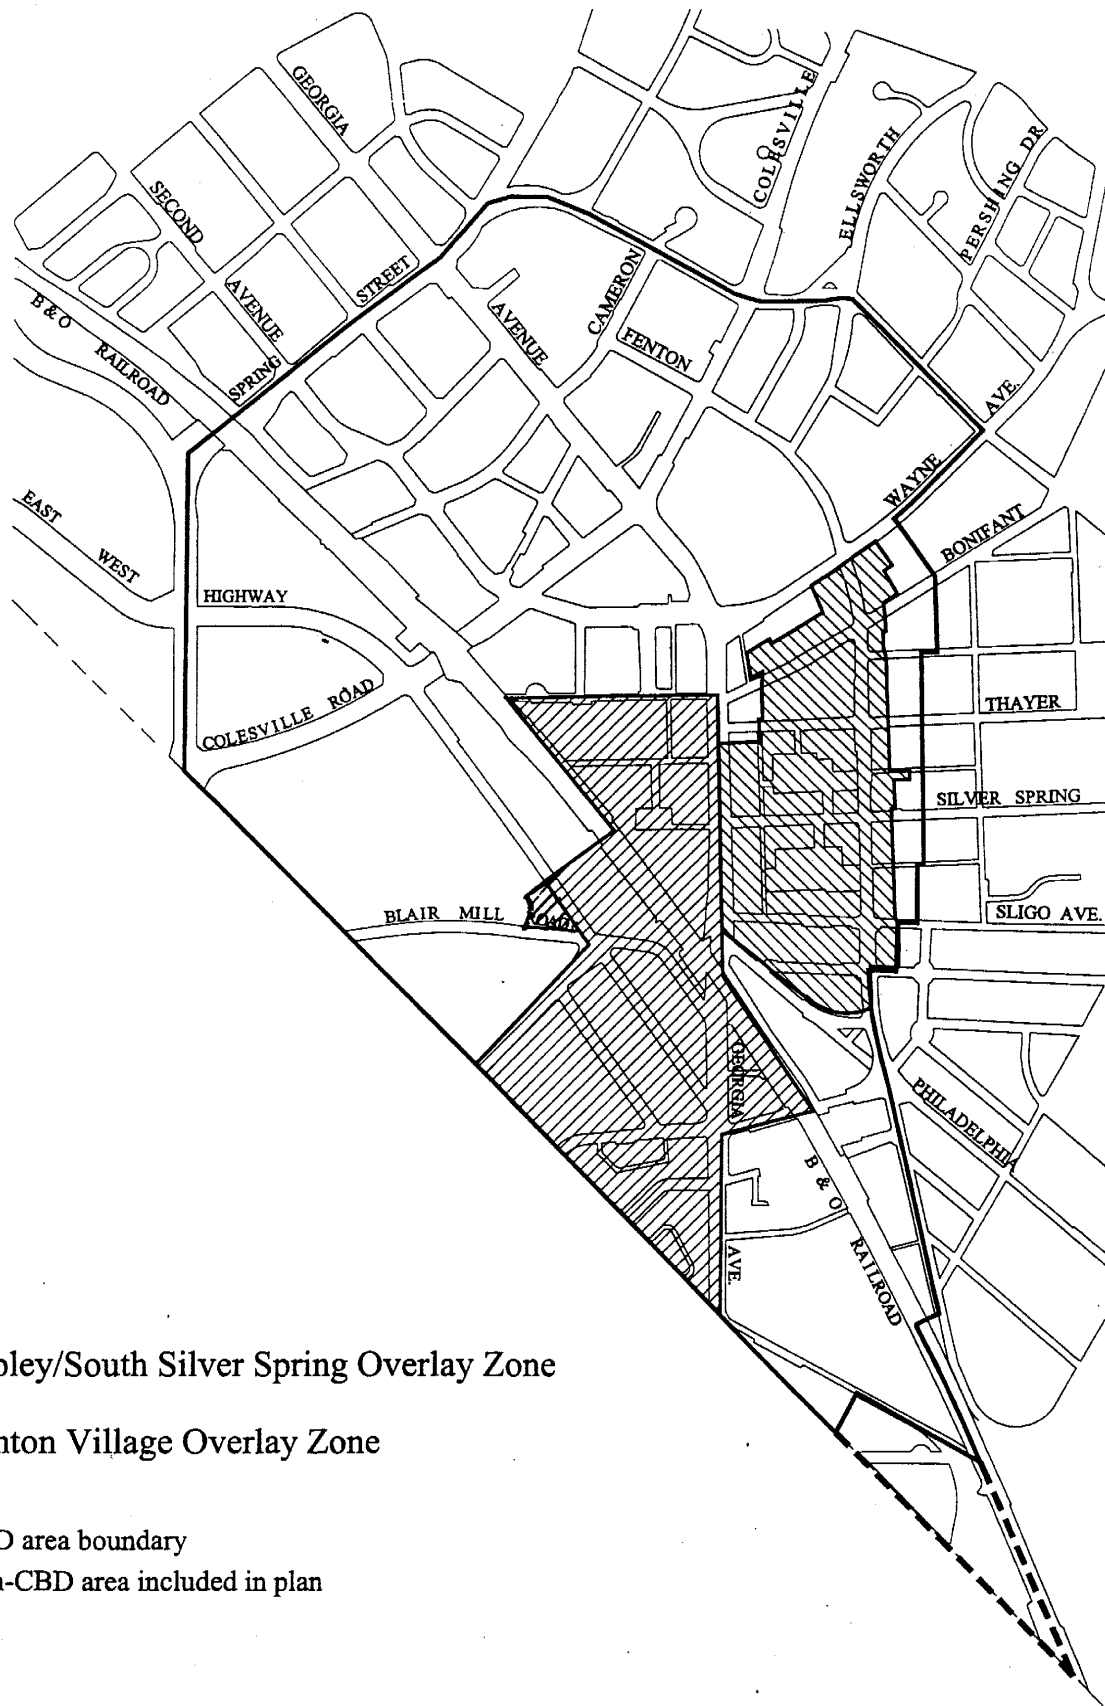 GEORGIA
COLESVILLE
ELLSWORTH
PERSHING DR.
SECOND
AVENUE
STREET
SPRING
B & O
RAILROAD
CAMERON
AVENUE
FENTON
AVE.
WAYNE
BONIFANT
EAST
WEST
HIGHWAY
COLESVILLE ROAD
THAYER
SILVER SPRING
SLIGO AVE.
BLAIR MILL ROAD
GEORGIA
AVE.
PHILADELPHIA
B & O
RAILROAD
pley/South Silver Spring Overlay Zone
nton Village Overlay Zone
D area boundary
n-CBD area included in plan